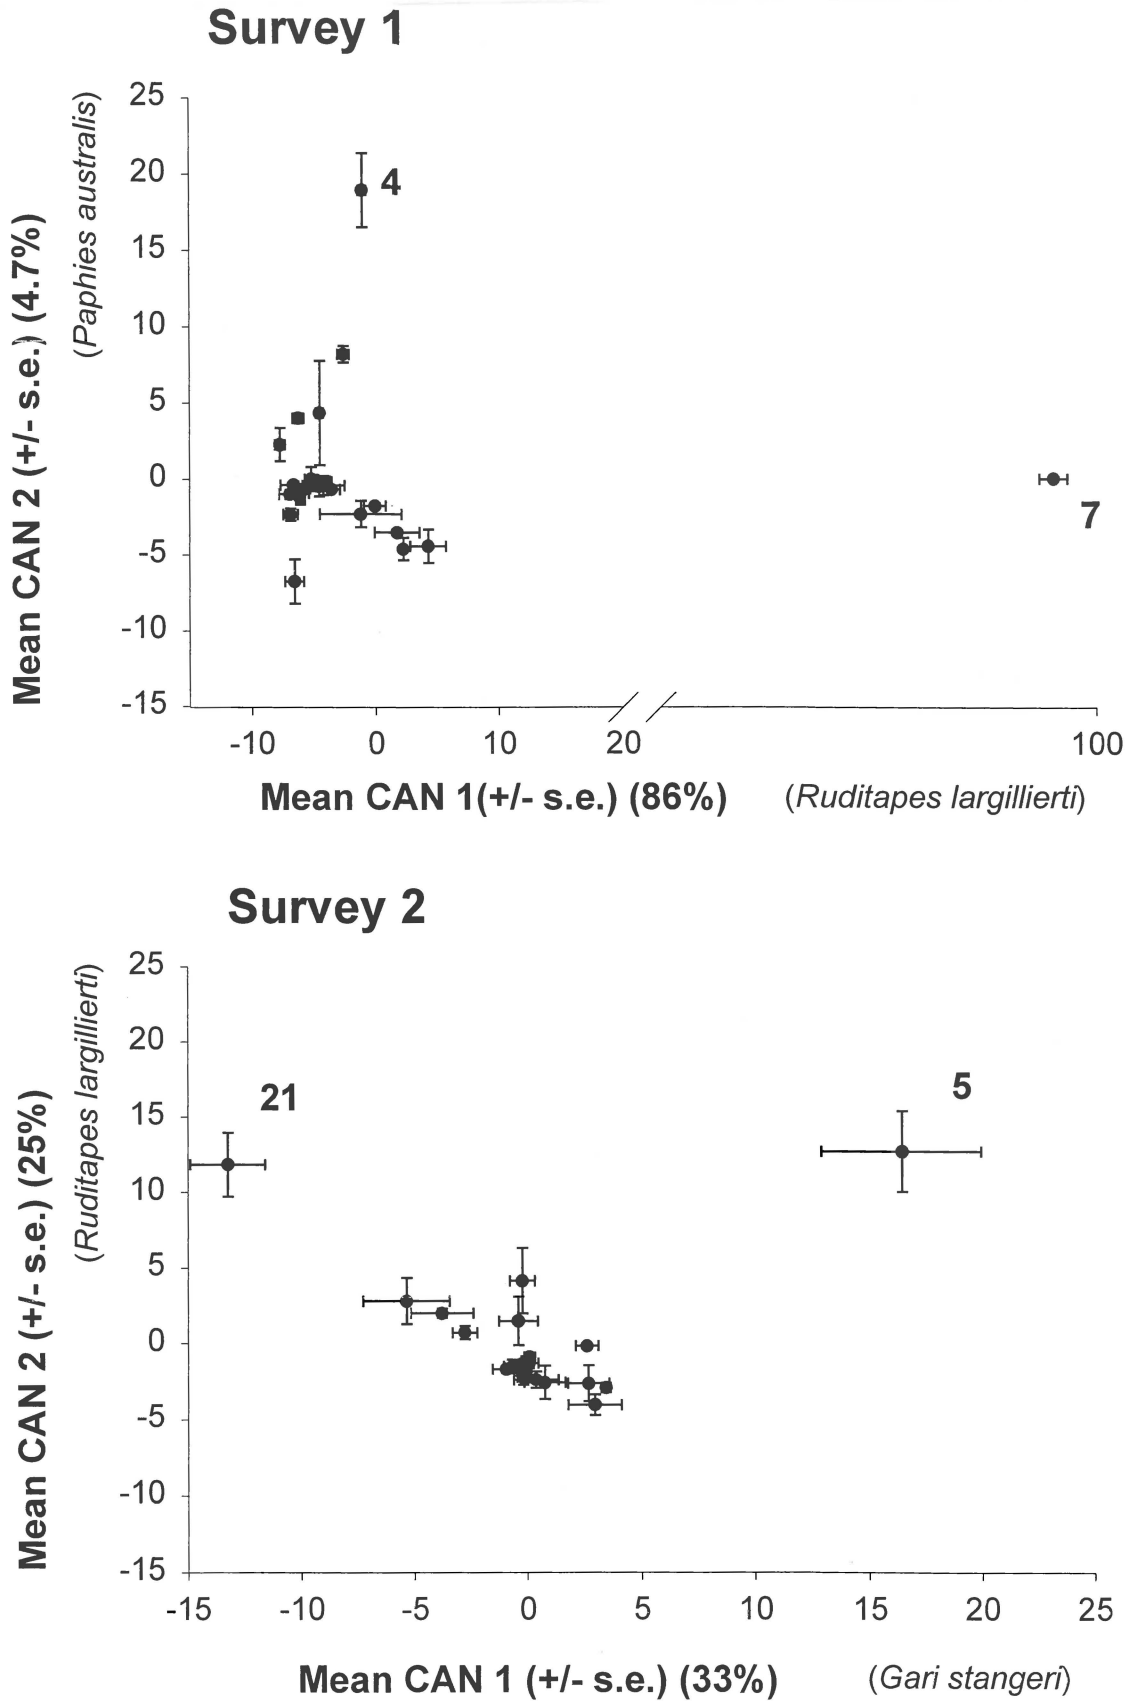 Survey 1
Mean CAN 2 (+/- s.e.) (4.7%)
(Paphies australis)
25
20
15
10
5
0
-5
-10
-15
4
7
-10 0 10 20 100
Mean CAN 1(+/- s.e.) (86%) (Ruditapes largillierti)
Survey 2
Mean CAN 2 (+/- s.e.) (25%)
(Ruditapes largillierti)
25
20
15
10
5
0
-5
-10
-15
21
5
-15 -10 -5 0 5 10 15 20 25
Mean CAN 1 (+/- s.e.) (33%) (Gari stangeri)